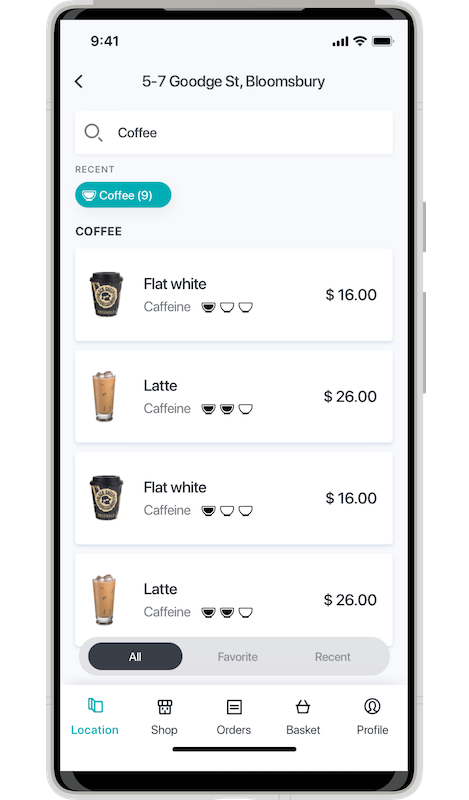 9:41
5-7 Goodge St, Bloomsbury
Coffee
RECENT
Coffee (9)
COFFEE
Flat white
Caffeine
$ 16.00
Latte
Caffeine
$ 26.00
Flat white
Caffeine
$ 16.00
Latte
Caffeine
$ 26.00
All
Favorite
Recent
Location
Shop
Orders
Basket
Profile